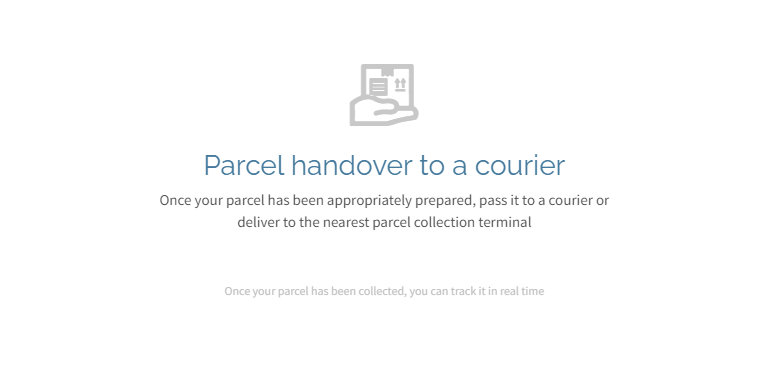 Parcel handover to a courier
Once your parcel has been appropriately prepared, pass it to a courier or
deliver to the nearest parcel collection terminal
Once your parcel has been collected, you can track it in real time